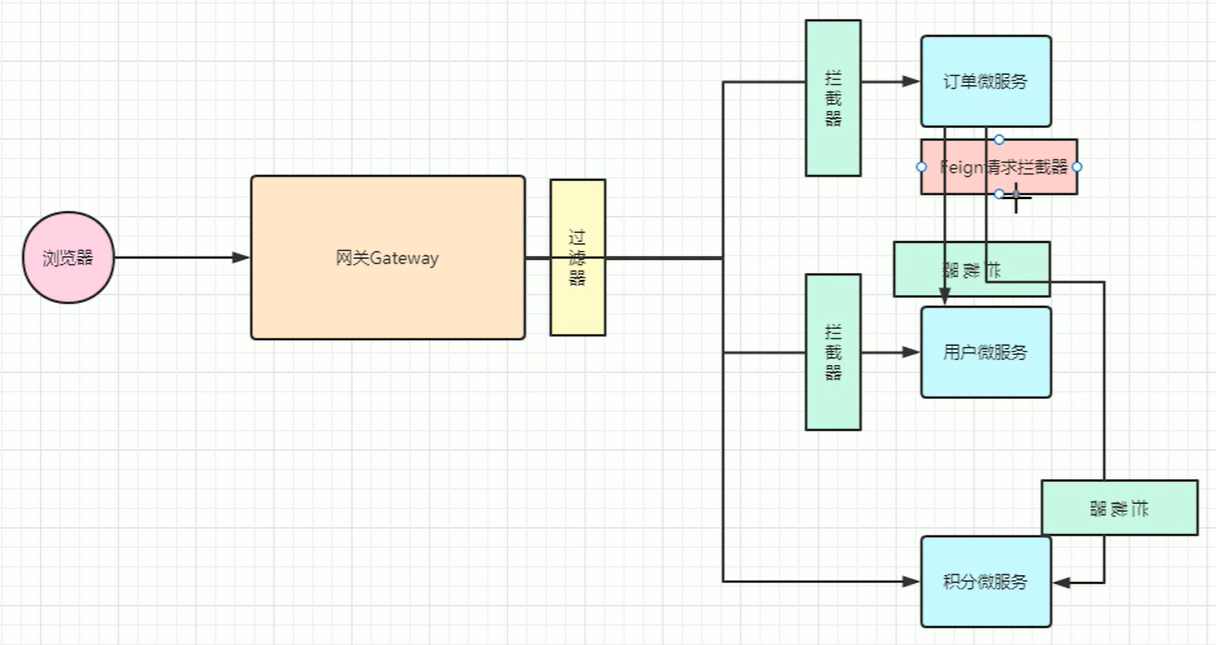 浏览器
网关Gateway
过滤器
拦截器
订单微服务
Feign请求拦截器
拦截器
拦截器
用户微服务
拦截器
积分微服务